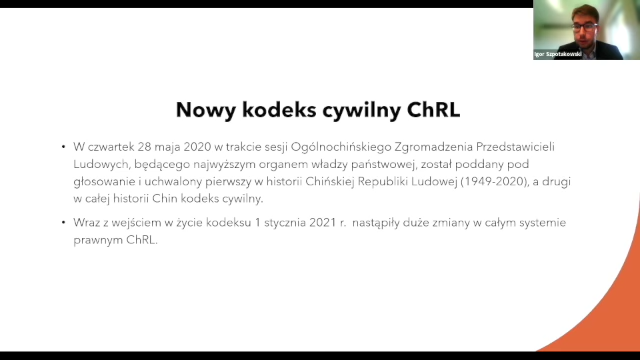 Igor Szpotakowski
Nowy kodeks cywilny ChRL
• W czwartek 28 maja 2020 w trakcie sesji Ogólnochińskiego Zgromadzenia Przedstawicieli
Ludowych, będącego najwyższym organem władzy państwowej, został poddany pod
głosowanie i uchwalony pierwszy w historii Chińskiej Republiki Ludowej (1949-2020), a drugi
w całej historii Chin kodeks cywilny.
• Wraz z wejściem w życie kodeksu 1 stycznia 2021 r. nastąpiły duże zmiany w całym systemie
prawnym ChRL.